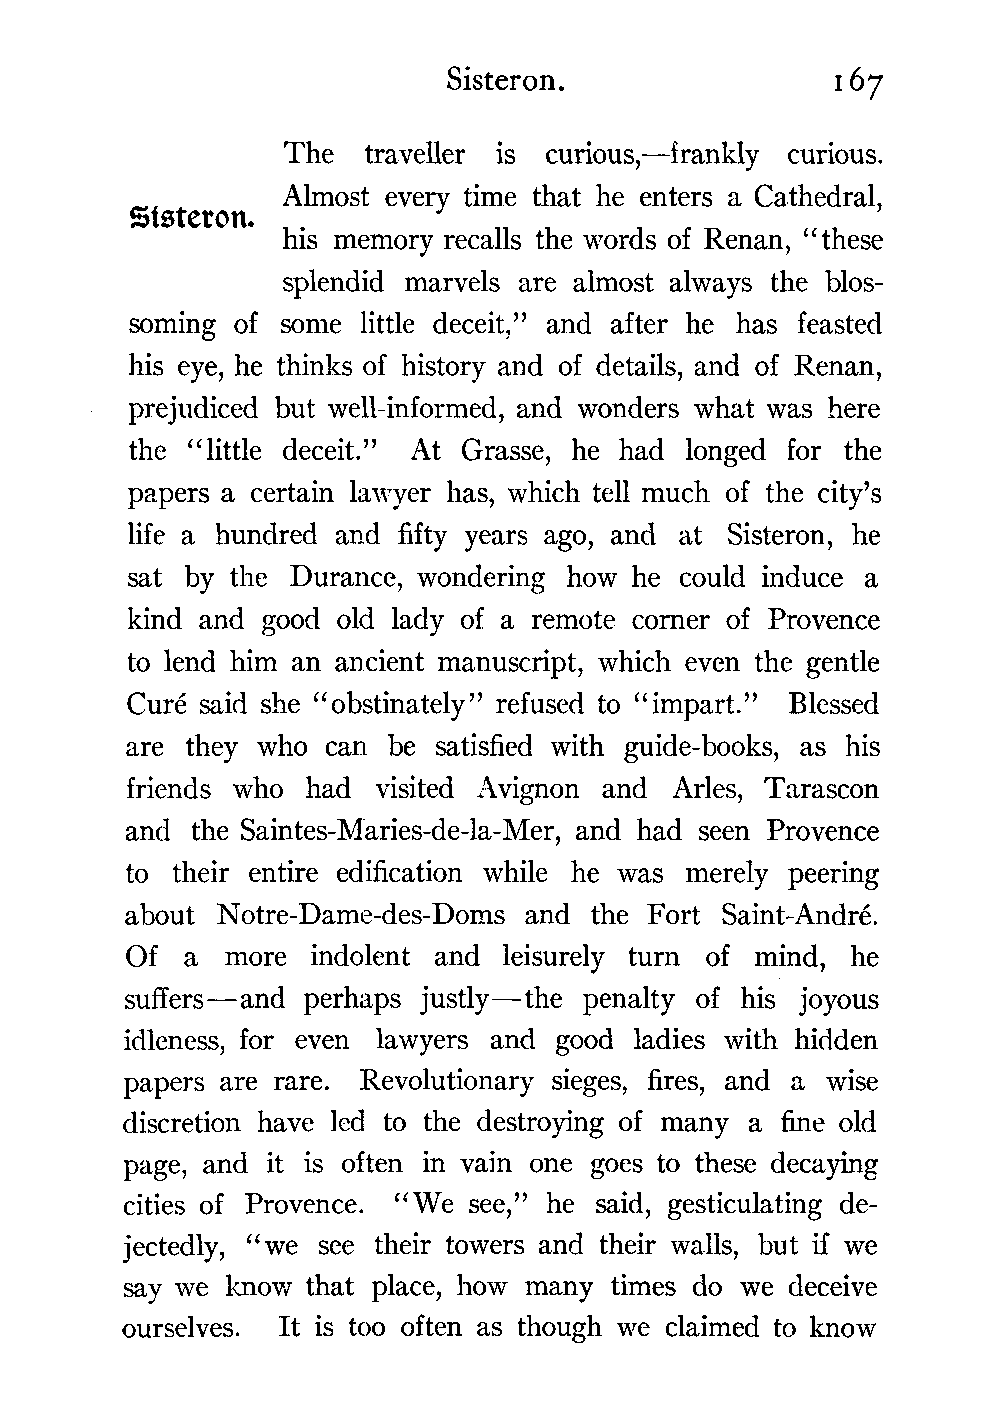 Sisteron. 167
The traveller is curious,—frankly curious.
Almost every time that he enters a Cathedral,
Sisteron.
his memory recalls the words of Renan, “these
splendid marvels are almost always the blos-
soming of some little deceit,” and after he has feasted
his eye, he thinks of history and of details, and of Renan,
prejudiced but well-informed, and wonders what was here
the “little deceit.” At Grasse, he had longed for the
papers a certain lawyer has, which tell much of the city’s
life a hundred and fifty years ago, and at Sisteron, he
sat by the Durance, wondering how he could induce a
kind and good old lady of a remote corner of Provence
to lend him an ancient manuscript, which even the gentle
Curé said she “obstinately” refused to “impart.” Blessed
are they who can be satisfied with guide-books, as his
friends who had visited Avignon and Arles, Tarascon
and the Saintes-Maries-de-la-Mer, and had seen Provence
to their entire edification while he was merely peering
about Notre-Dame-des-Doms and the Fort Saint-André.
Of a more indolent and leisurely turn of mind, he
suffers—and perhaps justly—the penalty of his joyous
idleness, for even lawyers and good ladies with hidden
papers are rare. Revolutionary sieges, fires, and a wise
discretion have led to the destroying of many a fine old
page, and it is often in vain one goes to these decaying
cities of Provence. “We see,” he said, gesticulating de-
jectedly, “we see their towers and their walls, but if we
say we know that place, how many times do we deceive
ourselves. It is too often as though we claimed to know